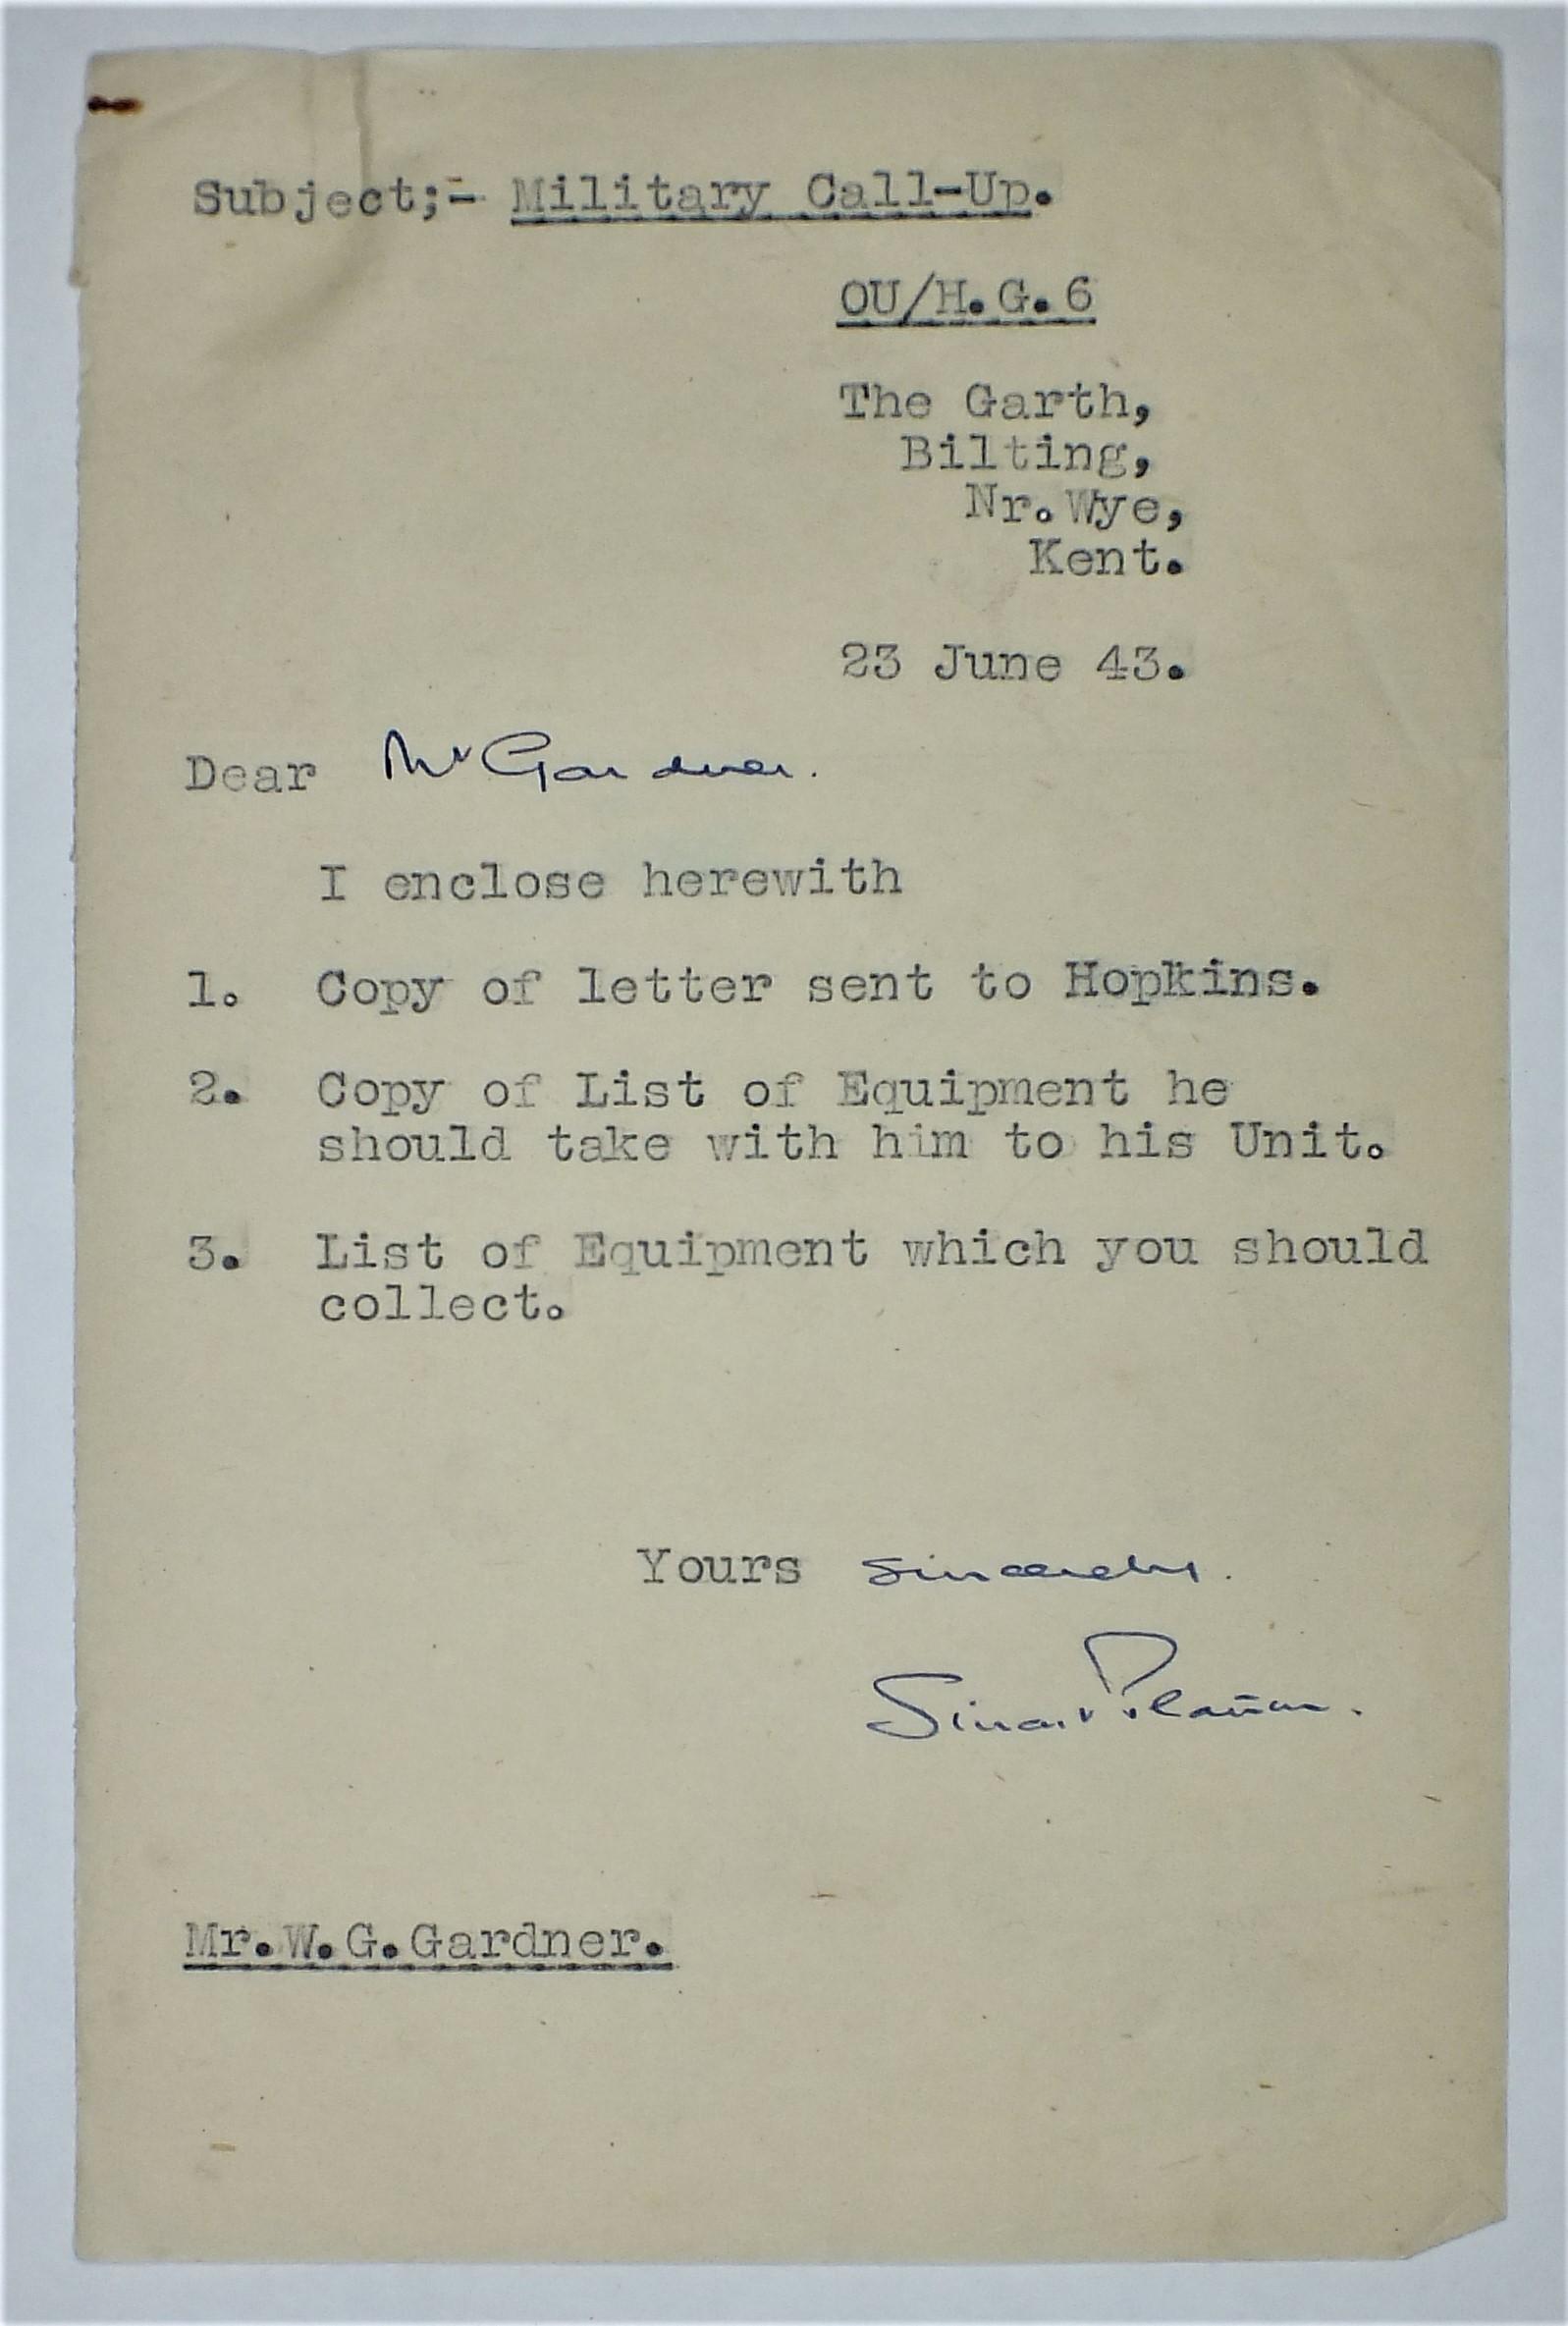 Subject;- Military Call-Up.
OU/H.G.6
The Garth,
Bilting,
Nr.Wye,
Kent.
23 June 43.
Dear Mr Gardner.
I enclose herewith
1. Copy of letter sent to Hopkins.
2. Copy of List of Equipment he
should take with him to his Unit.
3. List of Equipment which you should
collect.
Yours sincerely.
Mr.W.G.Gardner.